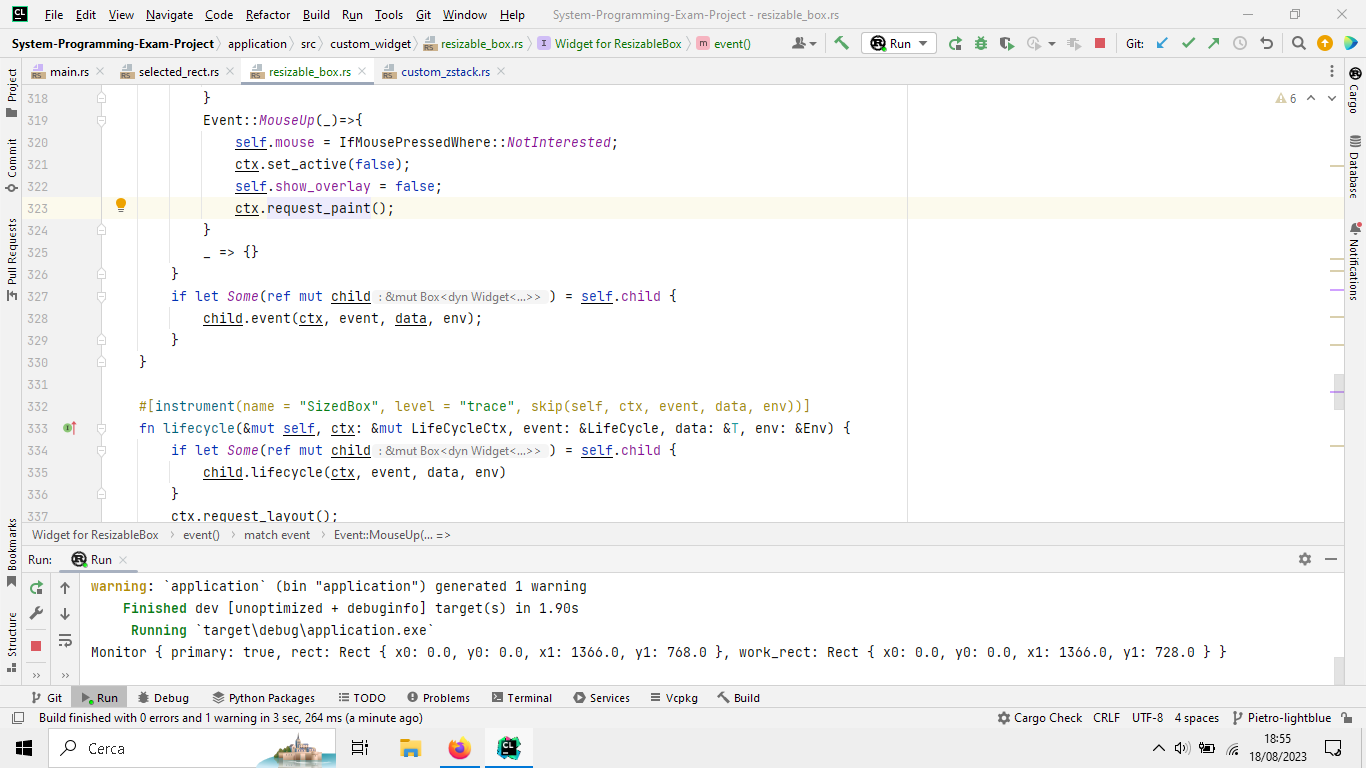 File Edit View Navigate Code Refactor Build Run Tools Git Window Help System-Programming-Exam-Project - resizable_box.rs
System-Programming-Exam-Project application src custom_widget resizable_box.rs Widget for ResizableBox event() Run Git:
main.rs selected_rect.rs resizable_box.rs custom_zstack.rs
Project
Commit
Pull Requests
Bookmarks
Structure
Cargo
Database
Notifications
6
318 }
319 Event::MouseUp(_)=>{
320 self.mouse = IfMousePressedWhere::NotInterested;
321 ctx.set_active(false);
322 self.show_overlay = false;
323 ctx.request_paint();
324 }
325 _ => {}
326 }
327 if let Some(ref mut child : &mut Box<dyn Widget<...>> ) = self.child {
328 child.event(ctx, event, data, env);
329 }
330 }
331
332 #[instrument(name = "SizedBox", level = "trace", skip(self, ctx, event, data, env))]
333 fn lifecycle(&mut self, ctx: &mut LifeCycleCtx, event: &LifeCycle, data: &T, env: &Env) {
334 if let Some(ref mut child : &mut Box<dyn Widget<...>> ) = self.child {
335 child.lifecycle(ctx, event, data, env)
336 }
337 ctx.request_layout();
Widget for ResizableBox event() match event Event::MouseUp(... =>
Run: Run
warning: `application` (bin "application") generated 1 warning
Finished dev [unoptimized + debuginfo] target(s) in 1.90s
Running `target\debug\application.exe`
Monitor { primary: true, rect: Rect { x0: 0.0, y0: 0.0, x1: 1366.0, y1: 768.0 }, work_rect: Rect { x0: 0.0, y0: 0.0, x1: 1366.0, y1: 728.0 } }
Git Run Debug Python Packages TODO Problems Terminal Services Vcpkg Build
Build finished with 0 errors and 1 warning in 3 sec, 264 ms (a minute ago) Cargo Check CRLF UTF-8 4 spaces Pietro-lightblue
Cerca
18:55
18/08/2023